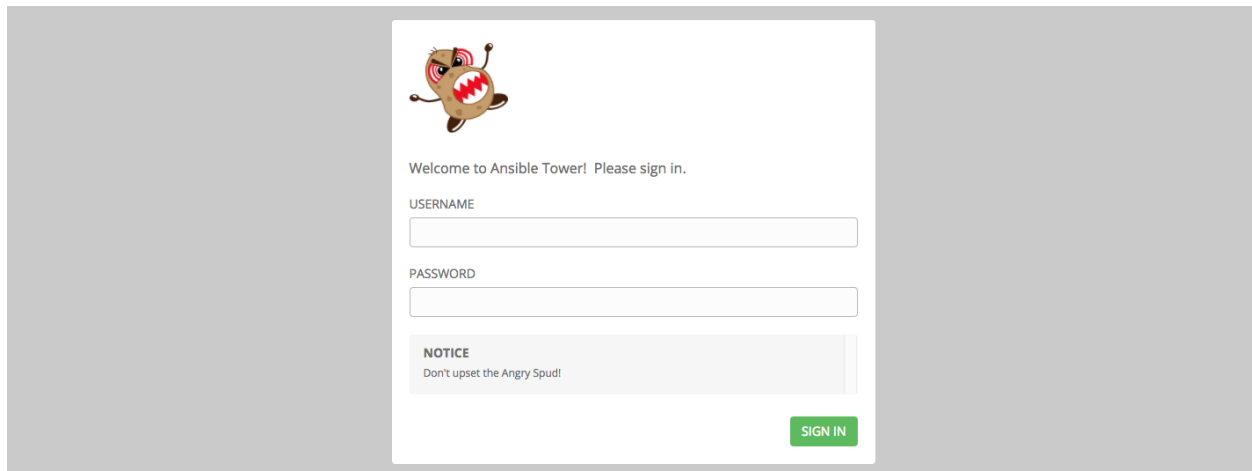 Welcome to Ansible Tower!  Please sign in.
USERNAME
PASSWORD
NOTICE
Don't upset the Angry Spud!
SIGN IN